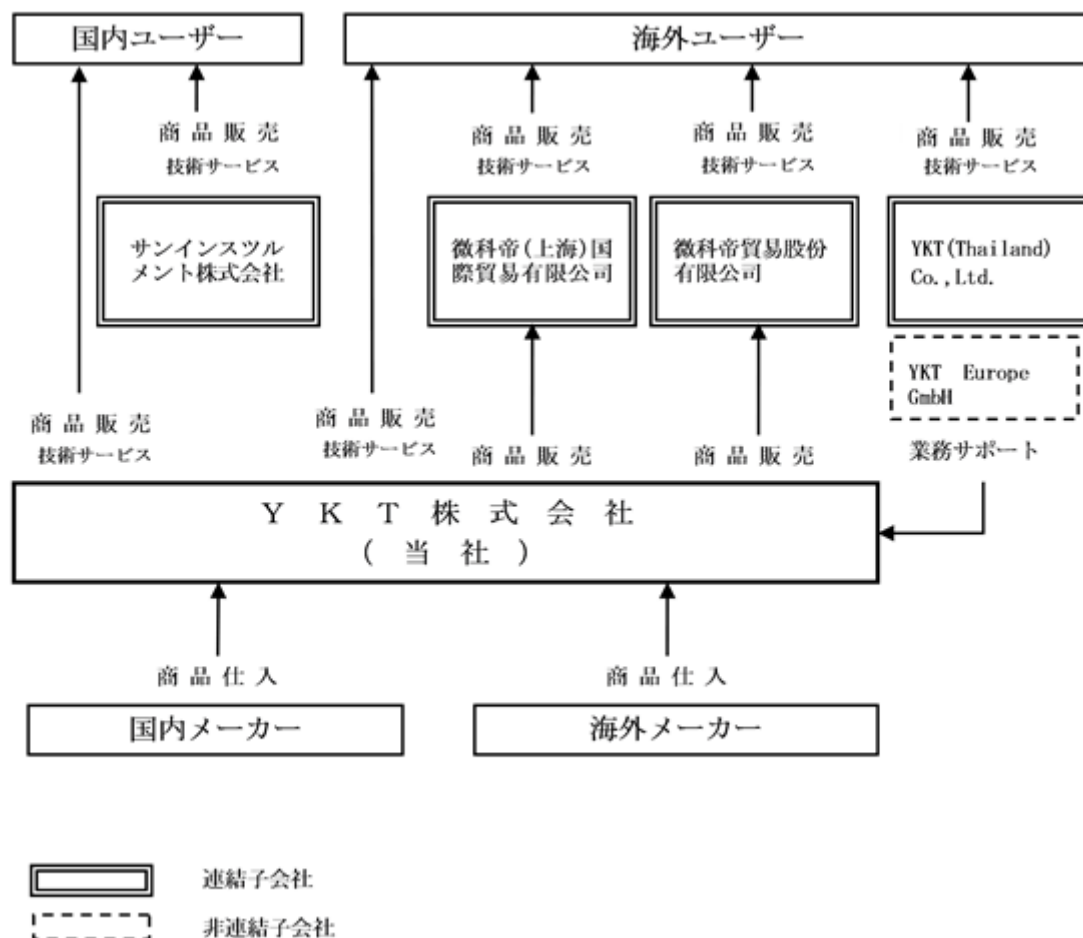 国内ユーザー
海外ユーザー
商品販売
技術サービス
商品販売
技術サービス
商品販売
技術サービス
商品販売
技術サービス
サンインスツル
メント株式会社
徴科帝(上海)国
際貿易有限公司
徴科帝貿易股份
有限公司
YKT(Thailand)
Co.,Ltd.
YKT Europe
GmbH
商品販売
技術サービス
商品販売
技術サービス
商品販売
商品販売
業務サポート
YKT株式会社
(当社)
商品仕入
商品仕入
国内メーカー
海外メーカー
連結子会社
非連結子会社